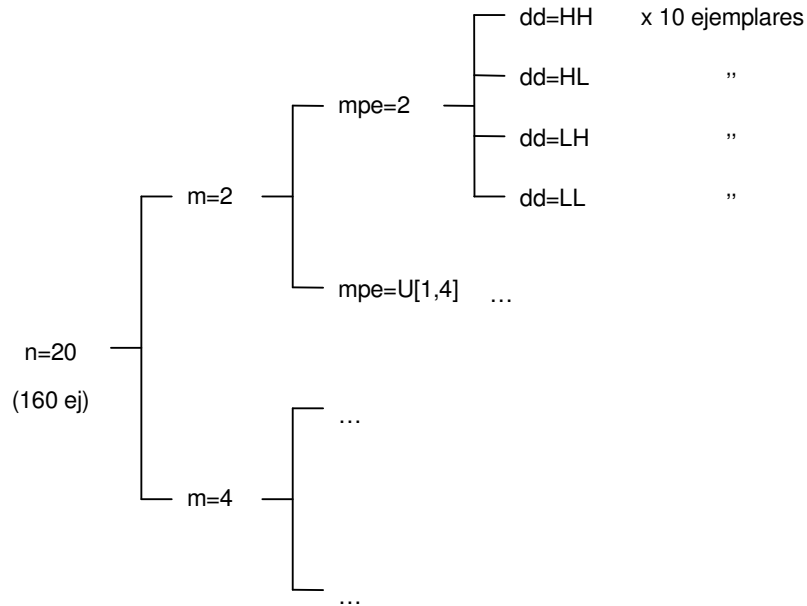 dd=HH x 10 ejemplares
dd=HL ,,
mpe=2
dd=LH ,,
m=2
dd=LL ,,
mpe=U[1,4] …
n=20
(160 ej)
…
m=4
…